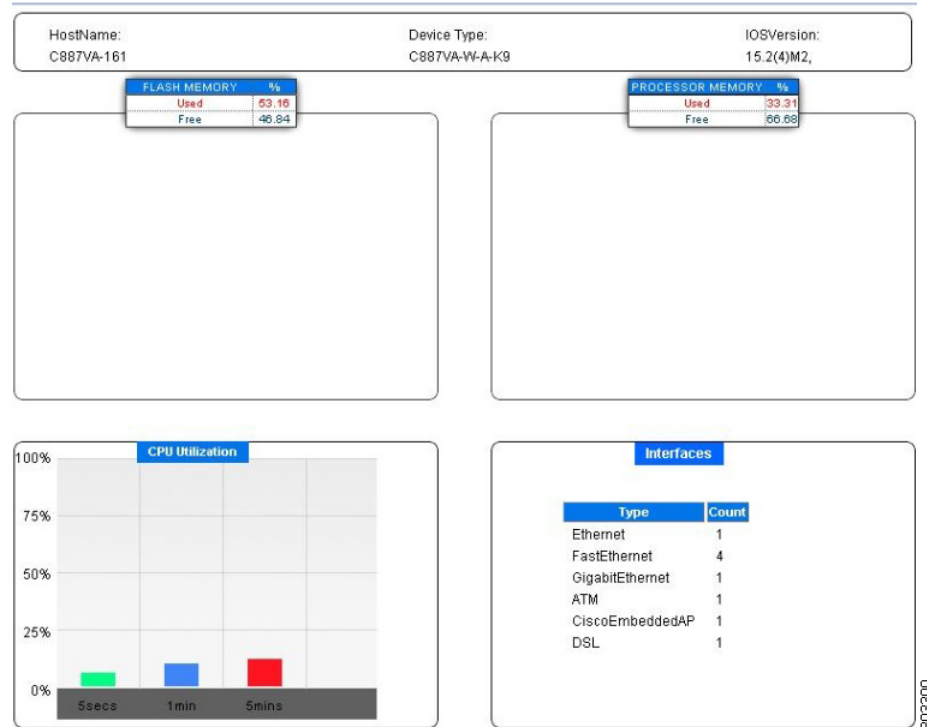 HostName: Device Type: IOSVersion:
C887VA-161 C887VA-W-A-K9 15.2(4)M2,
FLASH MEMORY %
Used 53.16
Free 46.84
PROCESSOR MEMORY %
Used 33.31
Free 66.68
CPU Utilization
100%
75%
50%
25%
0%
5secs 1min 5mins
Interfaces
Type Count
Ethernet 1
FastEthernet 4
GigabitEthernet 1
ATM 1
CiscoEmbeddedAP 1
DSL 1